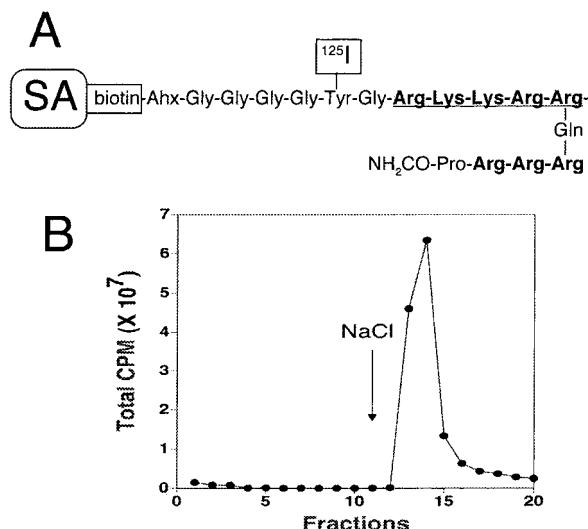 A
125I
SA biotin-Ahx-Gly-Gly-Gly-Gly-Tyr-Gly-Arg-Lys-Lys-Arg-Arg-
Gln
NH2CO-Pro-Arg-Arg-Arg
B
7
6
5
4
3
2
1
0
Total CPM (X 10^7)
NaCl
0 5 10 15 20
Fractions